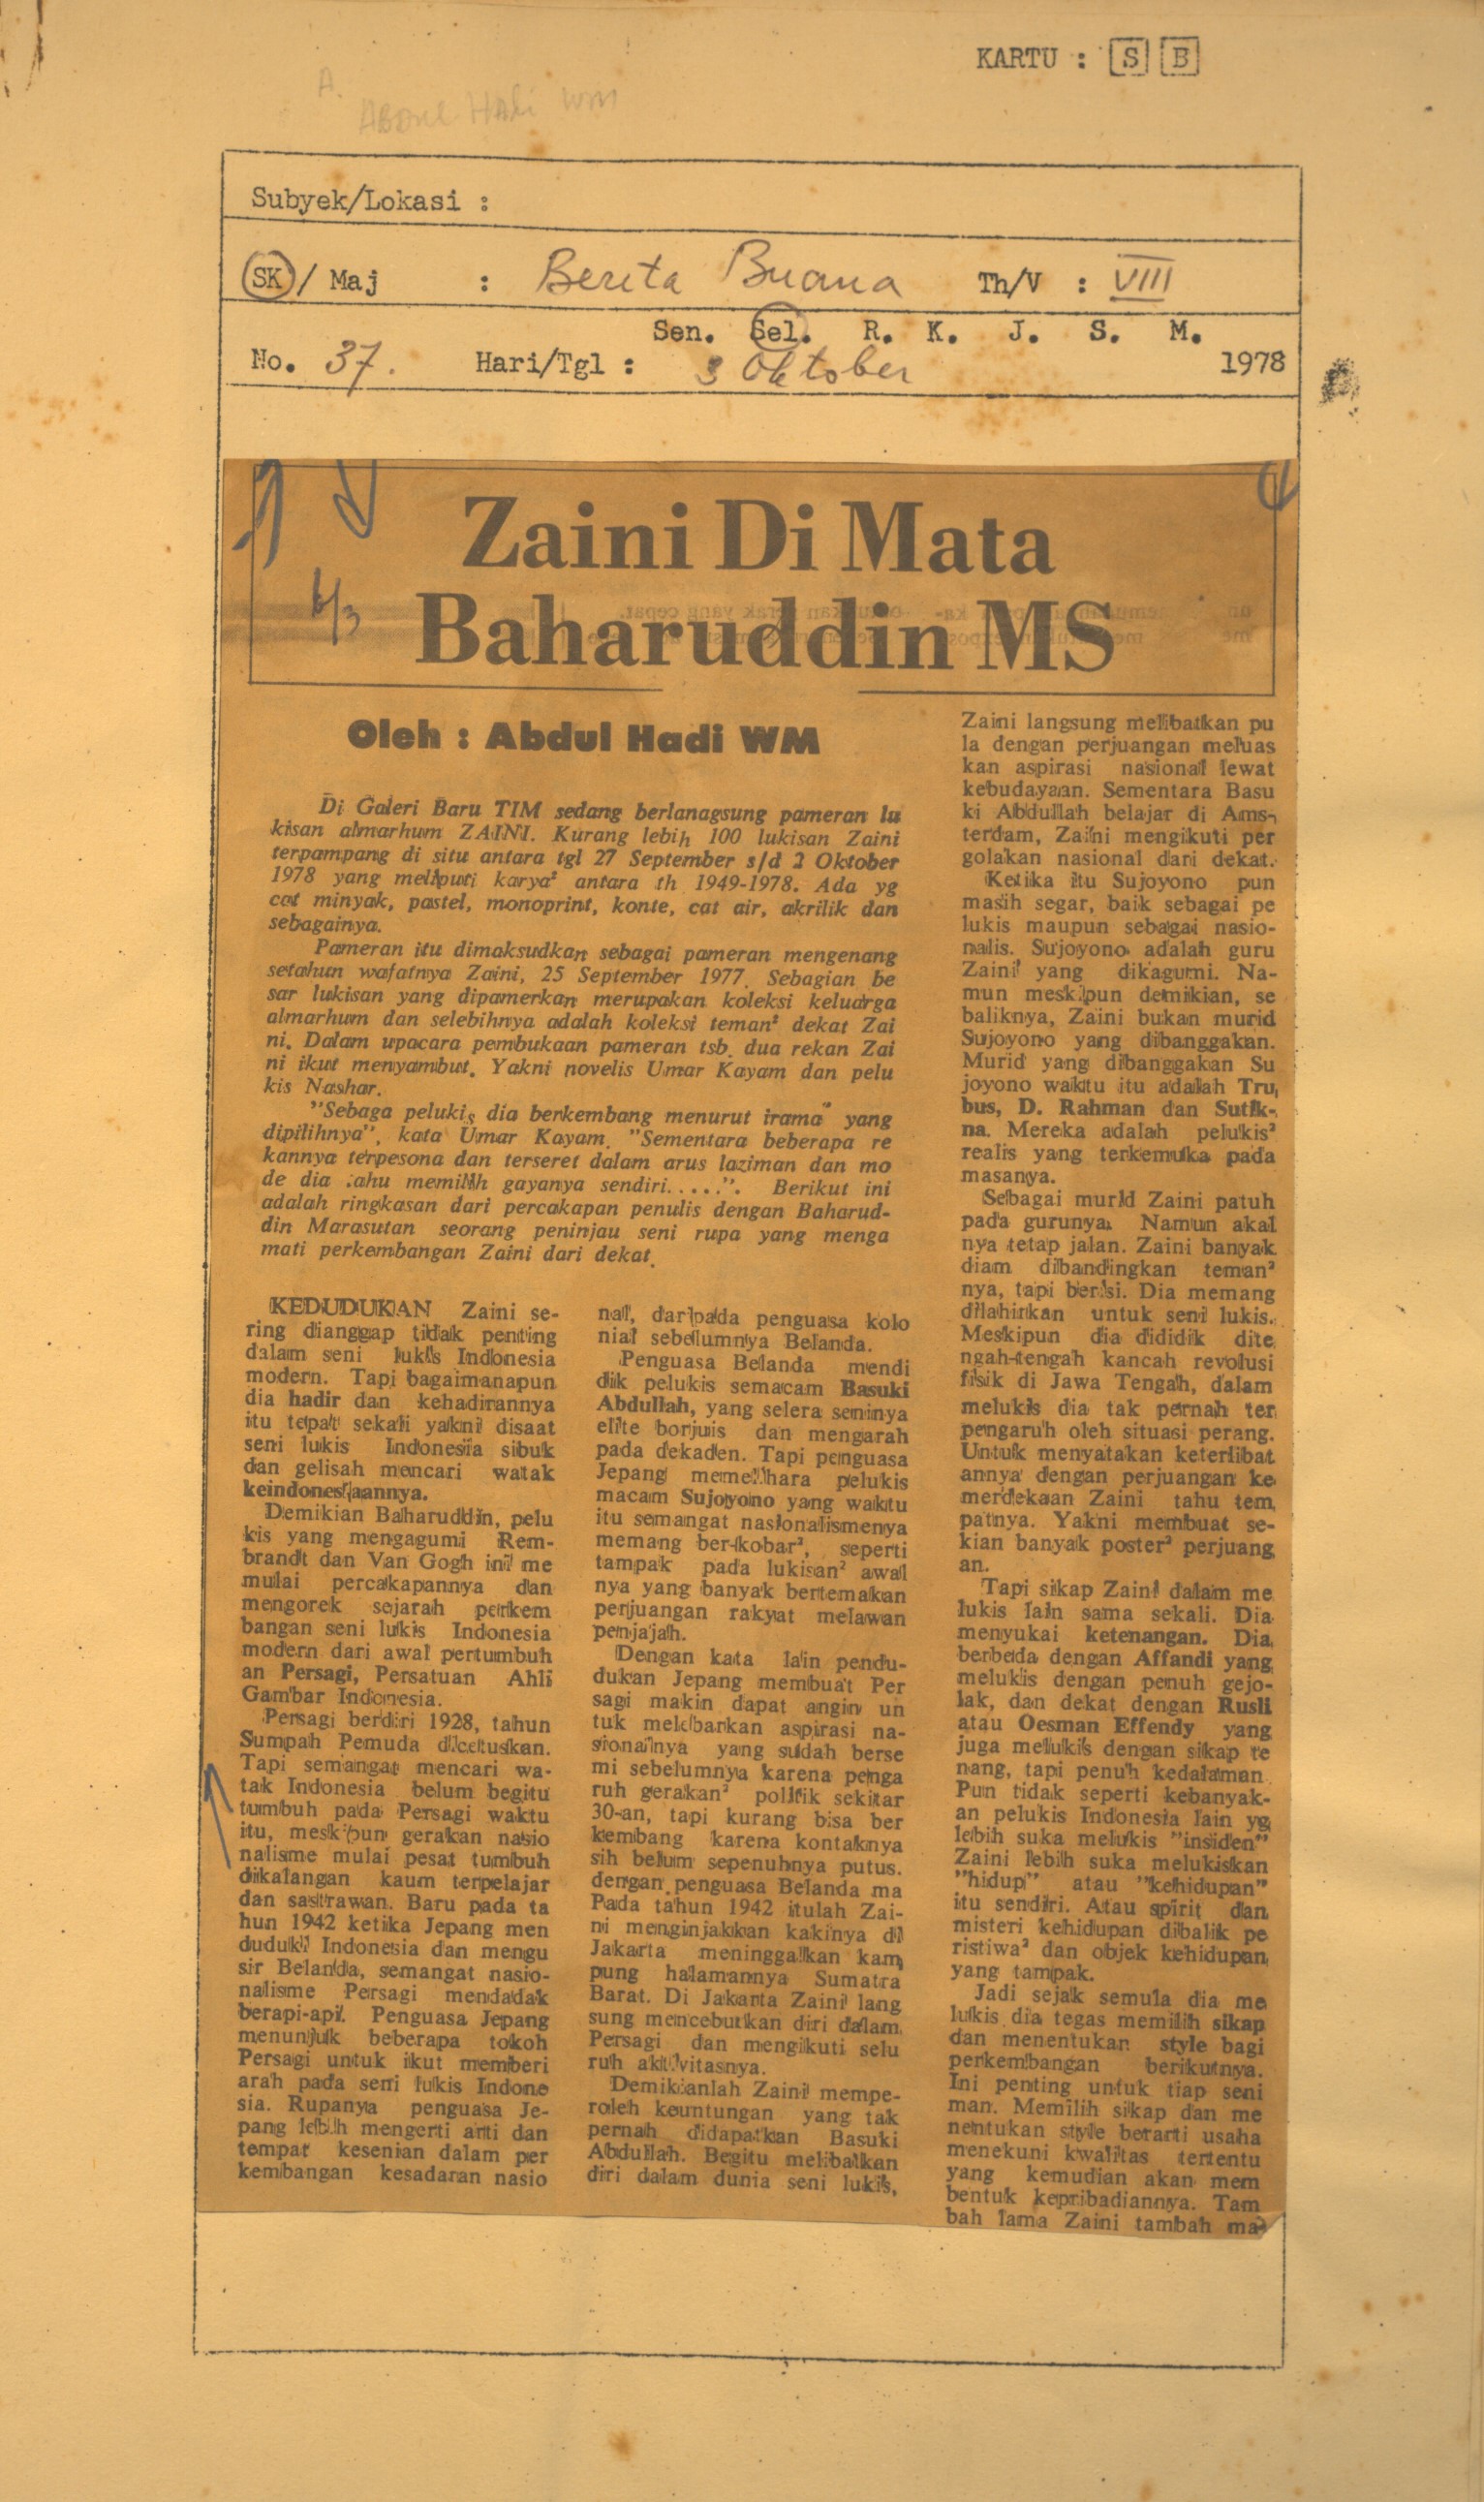 KARTU : S B
A.
Abdul Hadi WM
Subyek/Lokasi :
SK / Maj : Berita Buana Th/V : VIII
Sen. Sel. R. K. J. S. M.
No. 37. Hari/Tgl : 3 Oktober 1978
Zaini Di Mata
Baharuddin MS
Oleh : Abdul Hadi WM
Di Galeri Baru TIM sedang berlanagsung pameran lu
kisan almarhum ZAINI. Kurang lebih 100 lukisan Zaini
terpampang di situ antara tgl 27 September s/d 2 Oktober
1978 yang meliputi karya² antara th 1949-1978. Ada yg
cat minyak, pastel, monoprint, konte, cat air, akrilik dan
sebagainya.
Pameran itu dimaksudkan sebagai pameran mengenang
setahun wafatnya Zaini, 25 September 1977. Sebagian be
sar lukisan yang dipamerkan merupakan koleksi keluarga
almarhum dan selebihnya adalah koleksi teman² dekat Zai
ni. Dalam upacara pembukaan pameran tsb. dua rekan Zai
ni ikut menyambut. Yakni novelis Umar Kayam dan pelu
kis Nashar.
"Sebaga pelukis dia berkembang menurut irama" yang
dipilihnya", kata Umar Kayam. "Sementara beberapa re
kannya terpesona dan terseret dalam arus laziman dan mo
de dia tahu memilih gayanya sendiri.....". Berikut ini
adalah ringkasan dari percakapan penulis dengan Baharud-
din Marasutan seorang peninjau seni rupa yang menga
mati perkembangan Zaini dari dekat.
KEDUDUKAN Zaini se-
ring dianggap tidak penting
dalam seni lukis Indonesia
modern. Tapi bagaimanapun
dia hadir dan kehadirannya
itu tepat sekali yakni disaat
seni lukis Indonesia sibuk
dan gelisah mencari watak
keindonesiaannya.
Demikian Baharuddin, pelu
kis yang mengagumi Rem-
brandt dan Van Gogh ini me
mulai percakapannya dan
mengorek sejarah perkem
bangan seni lukis Indonesia
modern dari awal pertumbuh
an Persagi, Persatuan Ahli
Gambar Indonesia.
Persagi berdiri 1928, tahun
Sumpah Pemuda dicetuskan.
Tapi semangat mencari wa-
tak Indonesia belum begitu
tumbuh pada Persagi waktu
itu, meskipun gerakan nasio
nalisme mulai pesat tumbuh
dikalangan kaum terpelajar
dan sastrawan. Baru pada ta
hun 1942 ketika Jepang men
duduki Indonesia dan mengu
sir Belanda, semangat nasio-
nalisme Persagi mendadak
berapi-api. Penguasa Jepang
menunjuk beberapa tokoh
Persagi untuk ikut memberi
arah pada seni lukis Indone
sia. Rupanya penguasa Je-
pang lebih mengerti arti dan
tempat kesenian dalam per
kembangan kesadaran nasio
nal, daripada penguasa kolo
nial sebelumnya Belanda.
Penguasa Belanda mendi
dik pelukis semacam Basuki
Abdullah, yang selera seninya
elite borjuis dan mengarah
pada dekaden. Tapi penguasa
Jepang memelihara pelukis
macam Sujoyono yang waktu
itu semangat nasionalismenya
memang ber-kobar², seperti
tampak pada lukisan² awal
nya yang banyak bertemakan
perjuangan rakyat melawan
penjajah.
Dengan kata lain pendu-
dukan Jepang membuat Per
sagi makin dapat angin un
tuk melebarkan aspirasi na-
sionalnya yang sudah berse
mi sebelumnya karena penga
ruh gerakan² politik sekitar
30-an, tapi kurang bisa ber
kembang karena kontaknya
sih belum sepenuhnya putus.
dengan penguasa Belanda ma
Pada tahun 1942 itulah Zai-
ni menginjakkan kakinya di
Jakarta meninggalkan kam
pung halamannya Sumatra
Barat. Di Jakarta Zaini lang
sung menceburkan diri dalam
Persagi dan mengikuti selu
ruh aktivitasnya.
Demikianlah Zaini mempe-
roleh keuntungan yang tak
pernah didapatkan Basuki
Abdullah. Begitu melibatkan
diri dalam dunia seni lukis,
Zaini langsung melibatkan pu
la dengan perjuangan meluas
kan aspirasi nasional lewat
kebudayaan. Sementara Basu
ki Abdullah belajar di Ams-
terdam, Zaini mengikuti per
golakan nasional dari dekat.
Ketika itu Sujoyono pun
masih segar, baik sebagai pe
lukis maupun sebagai nasio-
nalis. Sujoyono adalah guru
Zaini yang dikagumi. Na-
mun meskipun demikian, se
baliknya, Zaini bukan murid
Sujoyono yang dibanggakan.
Murid yang dibanggakan Su
joyono waktu itu adalah Tru
bus, D. Rahman dan Sutik-
na. Mereka adalah pelukis²
realis yang terkemuka pada
masanya.
Sebagai murid Zaini patuh
pada gurunya. Namun akal
nya tetap jalan. Zaini banyak
diam dibandingkan teman²
nya, tapi berisi. Dia memang
dilahirkan untuk seni lukis.
Meskipun dia dididik dite
ngah-tengah kancah revolusi
fisik di Jawa Tengah, dalam
melukis dia tak pernah ter
pengaruh oleh situasi perang.
Untuk menyatakan keterlibat
annya dengan perjuangan ke
merdekaan Zaini tahu tem
patnya. Yakni membuat se-
kian banyak poster² perjuang
an.
Tapi sikap Zaini dalam me
lukis lain sama sekali. Dia
menyukai ketenangan. Dia
berbeda dengan Affandi yang
melukis dengan penuh gejo-
lak, dan dekat dengan Rusli
atau Oesman Effendy yang
juga melukis dengan sikap te
nang, tapi penuh kedalaman.
Pun tidak seperti kebanyak-
an pelukis Indonesia lain yg
lebih suka melukis "insiden"
Zaini lebih suka melukiskan
"hidup" atau "kehidupan"
itu sendiri. Atau spirit dan
misteri kehidupan dibalik pe
ristiwa² dan objek kehidupan
yang tampak.
Jadi sejak semula dia me
lukis dia tegas memilih sikap
dan menentukan style bagi
perkembangan berikutnya.
Ini penting untuk tiap seni
man. Memilih sikap dan me
nentukan style berarti usaha
menekuni kwalitas tertentu
yang kemudian akan mem
bentuk kepribadiannya. Tam
bah lama Zaini tambah ma